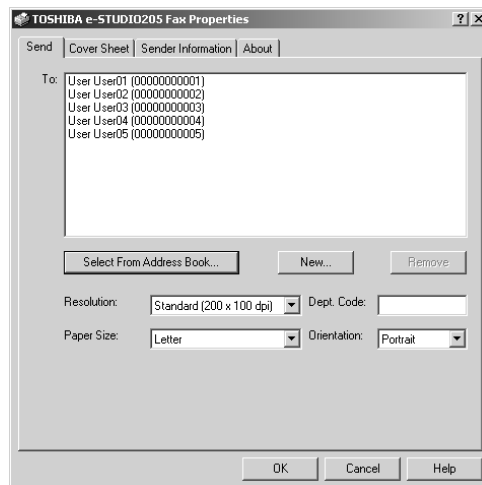 TOSHIBA e-STUDIO205 Fax Properties
Send Cover Sheet Sender Information About
To: User User01 (00000000001)
User User02 (00000000002)
User User03 (00000000003)
User User04 (00000000004)
User User05 (00000000005)
Select From Address Book... New... Remove
Resolution: Standard (200 x 100 dpi) Dept. Code:
Paper Size: Letter Orientation: Portrait
OK Cancel Help